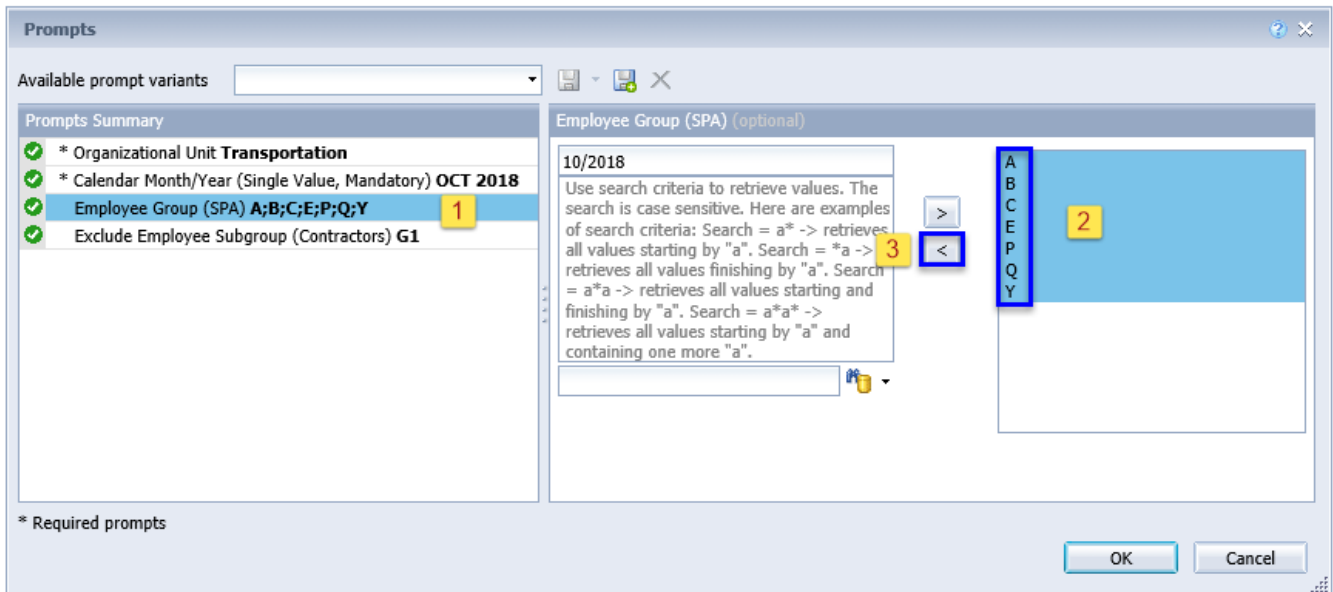 Prompts
Available prompt variants
Prompts Summary
* Organizational Unit Transportation
* Calendar Month/Year (Single Value, Mandatory) OCT 2018
Employee Group (SPA) A;B;C;E;P;Q;Y
1
Exclude Employee Subgroup (Contractors) G1
Employee Group (SPA) (optional)
10/2018
Use search criteria to retrieve values. The
search is case sensitive. Here are examples
of search criteria: Search = a* -> retrieves
all values starting by "a". Search = *a ->
retrieves all values finishing by "a". Search
= a*a -> retrieves all values starting and
finishing by "a". Search = a*a* ->
retrieves all values starting by "a" and
containing one more "a".
>
3
<
A
B
C
E
P
Q
Y
2
* Required prompts
OK
Cancel